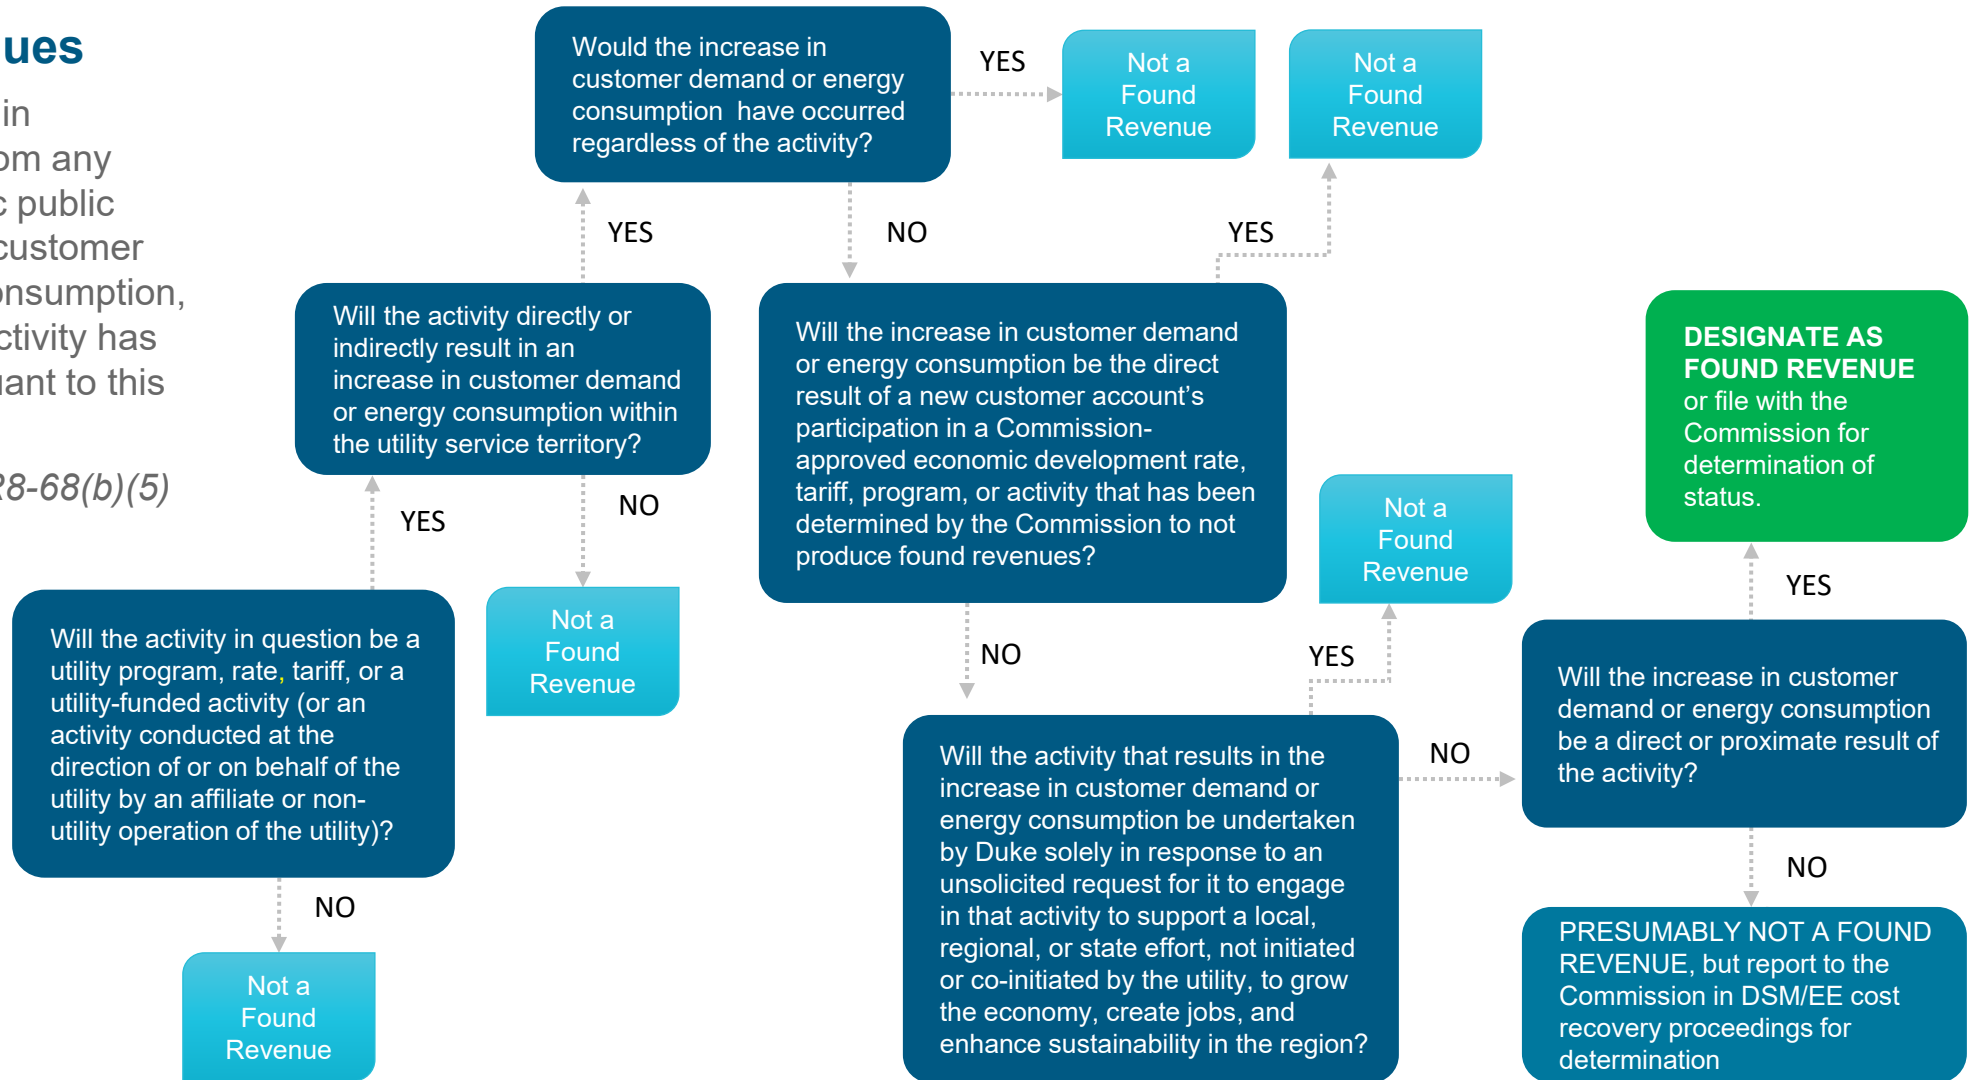 ues
in
om any
c public
customer
onsumption,
ctivity has
uant to this
R8-68(b)(5)
Would the increase in
customer demand or energy
consumption have occurred
regardless of the activity?
YES
Not a
Found
Revenue
Not a
Found
Revenue
YES
NO
YES
Will the activity directly or
indirectly result in an
increase in customer demand
or energy consumption within
the utility service territory?
Will the increase in customer demand
or energy consumption be the direct
result of a new customer account’s
participation in a Commission-
approved economic development rate,
tariff, program, or activity that has been
determined by the Commission to not
produce found revenues?
DESIGNATE AS
FOUND REVENUE
or file with the
Commission for
determination of
status.
YES
NO
Not a
Found
Revenue
Not a
Found
Revenue
YES
Will the activity in question be a
utility program, rate, tariff, or a
utility-funded activity (or an
activity conducted at the
direction of or on behalf of the
utility by an affiliate or non-
utility operation of the utility)?
NO
YES
Will the increase in customer
demand or energy consumption
be a direct or proximate result of
the activity?
Will the activity that results in the
increase in customer demand or
energy consumption be undertaken
by Duke solely in response to an
unsolicited request for it to engage
in that activity to support a local,
regional, or state effort, not initiated
or co-initiated by the utility, to grow
the economy, create jobs, and
enhance sustainability in the region?
NO
NO
NO
Not a
Found
Revenue
PRESUMABLY NOT A FOUND
REVENUE, but report to the
Commission in DSM/EE cost
recovery proceedings for
determination